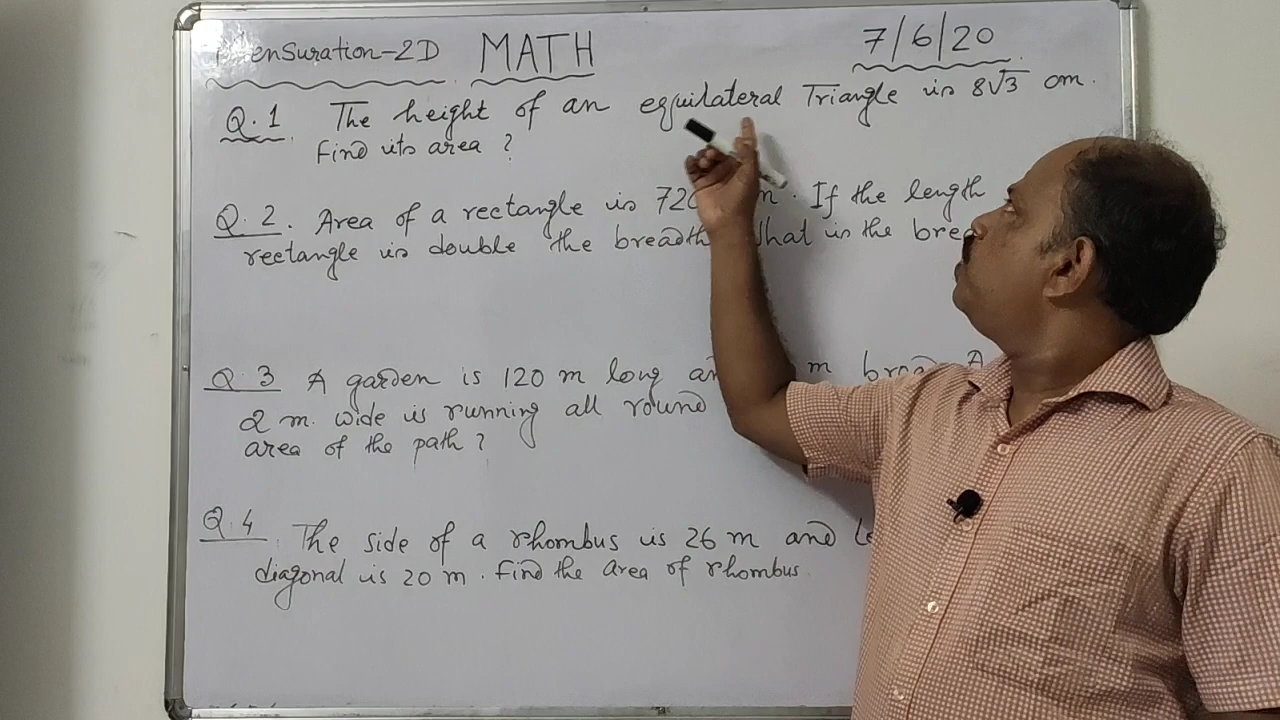 ensuration-2D MATH 7/6/20
Q.1 The height of an equilateral Triangle is 8√3 cm.
Find its area ?
Q.2. Area of a rectangle is 72 If the length
rectangle is double the breadth What is the
Q.3 A garden is 120 m long m A
2 m. wide is running all round
area of the path ?
Q.4 The side of a rhombus is 26 m and
diagonal is 20 m. Find the area of rhombus.